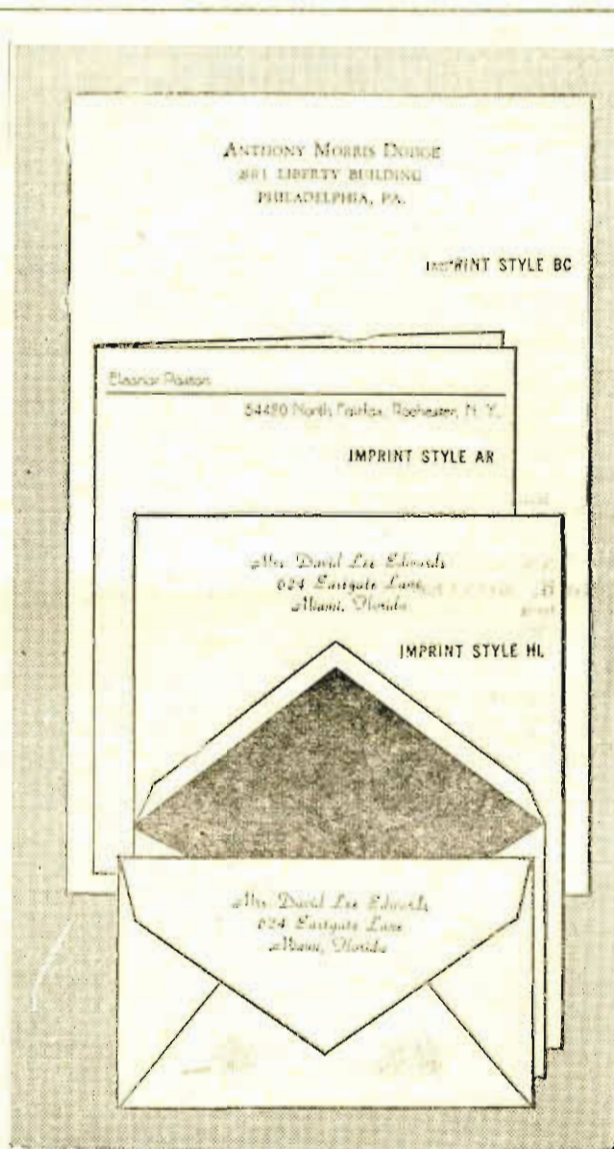 ANTHONY MORRIS DODGE
881 LIBERTY BUILDING
PHILADELPHIA, PA.
IMPRINT STYLE BC
Eleanor Paxton
54490 North Fairfax, Rochester, N. Y.
IMPRINT STYLE AR
Mrs. David Lee Edwards
624 Eastgate Lane
Miami, Florida
IMPRINT STYLE HL
Mrs. David Lee Edwards
624 Eastgate Lane
Miami, Florida